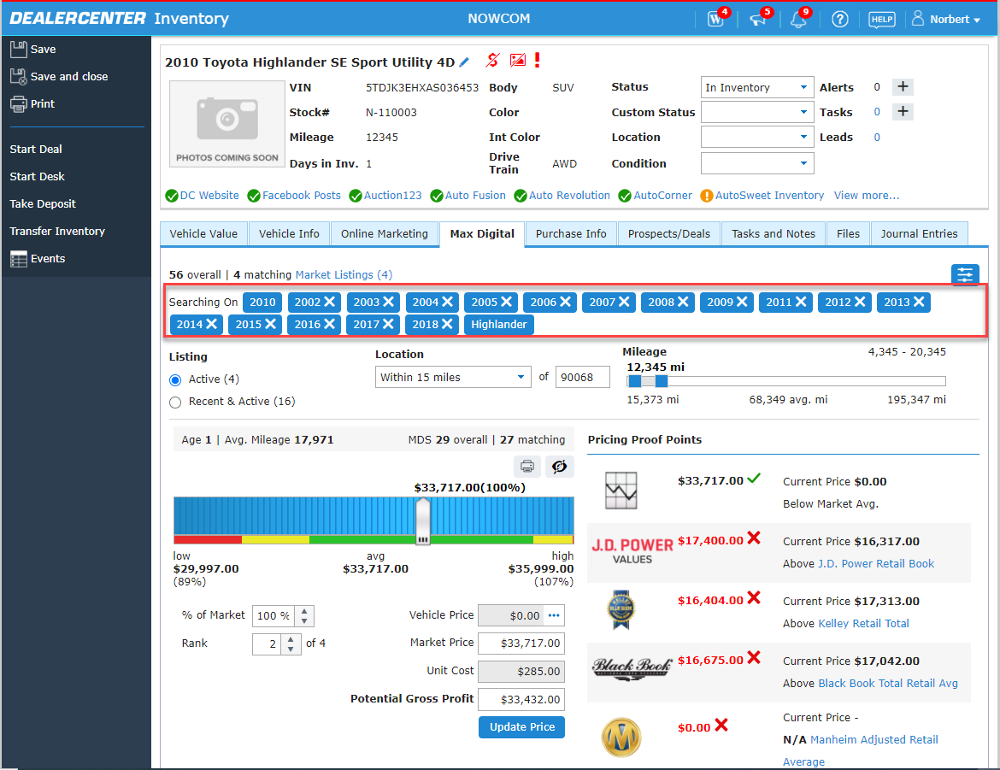 DEALERCENTER Inventory
NOWCOM
W 4
5
9
?
HELP
Norbert
Save
Save and close
Print
Start Deal
Start Desk
Take Deposit
Transfer Inventory
Events
2010 Toyota Highlander SE Sport Utility 4D
PHOTOS COMING SOON
VIN 5TDJK3EHXAS036453 Body SUV Status In Inventory Alerts 0 +
Stock# N-110003 Color Custom Status Tasks 0 +
Mileage 12345 Int Color Location Leads 0
Days in Inv. 1 Drive Train AWD Condition
DC Website Facebook Posts Auction123 Auto Fusion Auto Revolution AutoCorner AutoSweet Inventory View more...
Vehicle Value Vehicle Info Online Marketing Max Digital Purchase Info Prospects/Deals Tasks and Notes Files Journal Entries
56 overall | 4 matching Market Listings (4)
Searching On 2010 2002 2003 2004 2005 2006 2007 2008 2009 2011 2012 2013
2014 2015 2016 2017 2018 Highlander
Listing
Active (4)
Recent & Active (16)
Location
Within 15 miles of 90068
Mileage 4,345 - 20,345
12,345 mi
15,373 mi 68,349 avg. mi 195,347 mi
Age 1 | Avg. Mileage 17,971 MDS 29 overall | 27 matching
$33,717.00(100%)
low avg high
$29,997.00 $33,717.00 $35,999.00
(89%) (107%)
% of Market 100 % Vehicle Price $0.00 •••
Rank 2 of 4 Market Price $33,717.00
Unit Cost $285.00
Potential Gross Profit $33,432.00
Update Price
Pricing Proof Points
$33,717.00 Current Price $0.00
Below Market Avg.
J.D. POWER VALUES $17,400.00 Current Price $16,317.00
Above J.D. Power Retail Book
KELLEY BLUE BOOK $16,404.00 Current Price $17,313.00
Above Kelley Retail Total
Black Book $16,675.00 Current Price $17,042.00
Above Black Book Total Retail Avg
M $0.00 Current Price -
N/A Manheim Adjusted Retail
Average